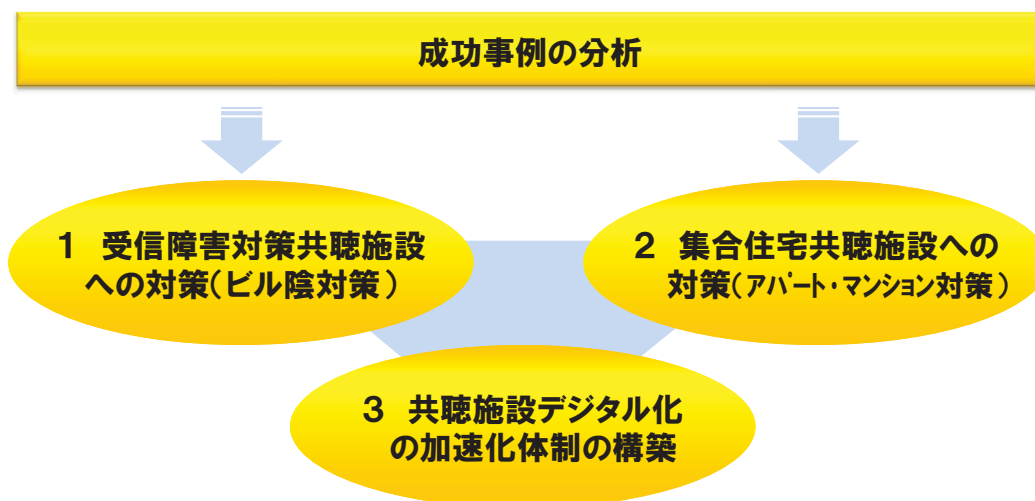 成功事例の分析
1 受信障害対策共聴施設
への対策(ビル陰対策)
2 集合住宅共聴施設への
対策(アパート・マンション対策)
3 共聴施設デジタル化
の加速化体制の構築